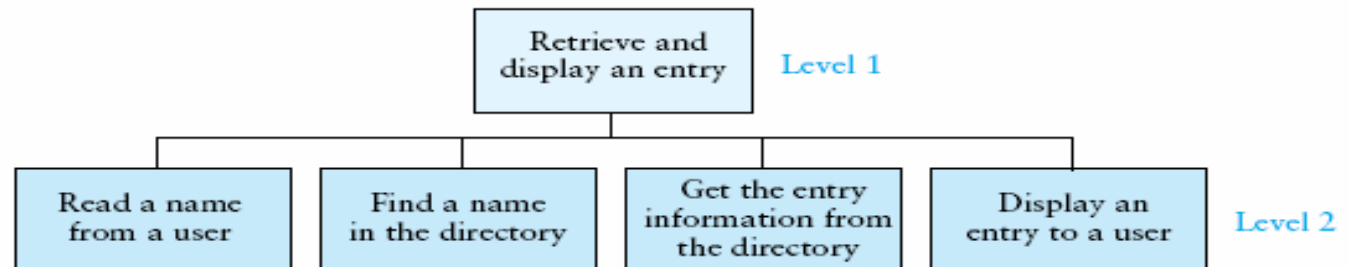 Retrieve and
display an entry
Level 1
Read a name
from a user
Find a name
in the directory
Get the entry
information from
the directory
Display an
entry to a user
Level 2